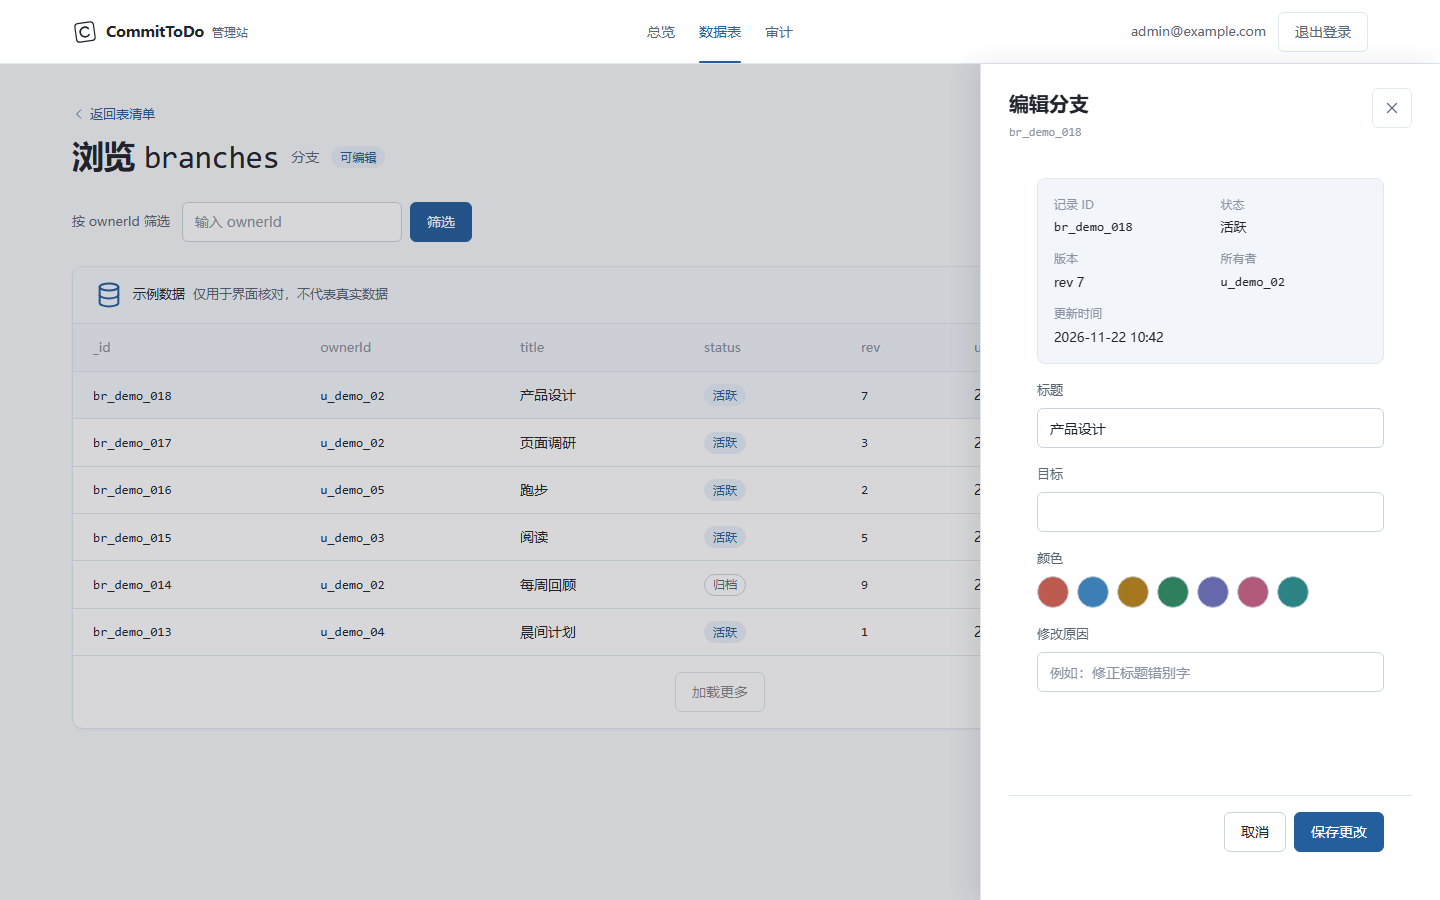 CommitToDo 管理站
总览 数据表 审计
admin@example.com 退出登录
返回表清单
浏览 branches 分支 可编辑
按 ownerId 筛选 输入 ownerId 筛选
示例数据 仅用于界面核对，不代表真实数据
_id ownerId title status rev u
br_demo_018 u_demo_02 产品设计 活跃 7 2
br_demo_017 u_demo_02 页面调研 活跃 3 2
br_demo_016 u_demo_05 跑步 活跃 2 2
br_demo_015 u_demo_03 阅读 活跃 5 2
br_demo_014 u_demo_02 每周回顾 归档 9 2
br_demo_013 u_demo_04 晨间计划 活跃 1 2
加载更多
编辑分支
br_demo_018
记录 ID 状态
br_demo_018 活跃
版本 所有者
rev 7 u_demo_02
更新时间
2026-11-22 10:42
标题
产品设计
目标
颜色
修改原因
例如：修正标题错别字
取消 保存更改